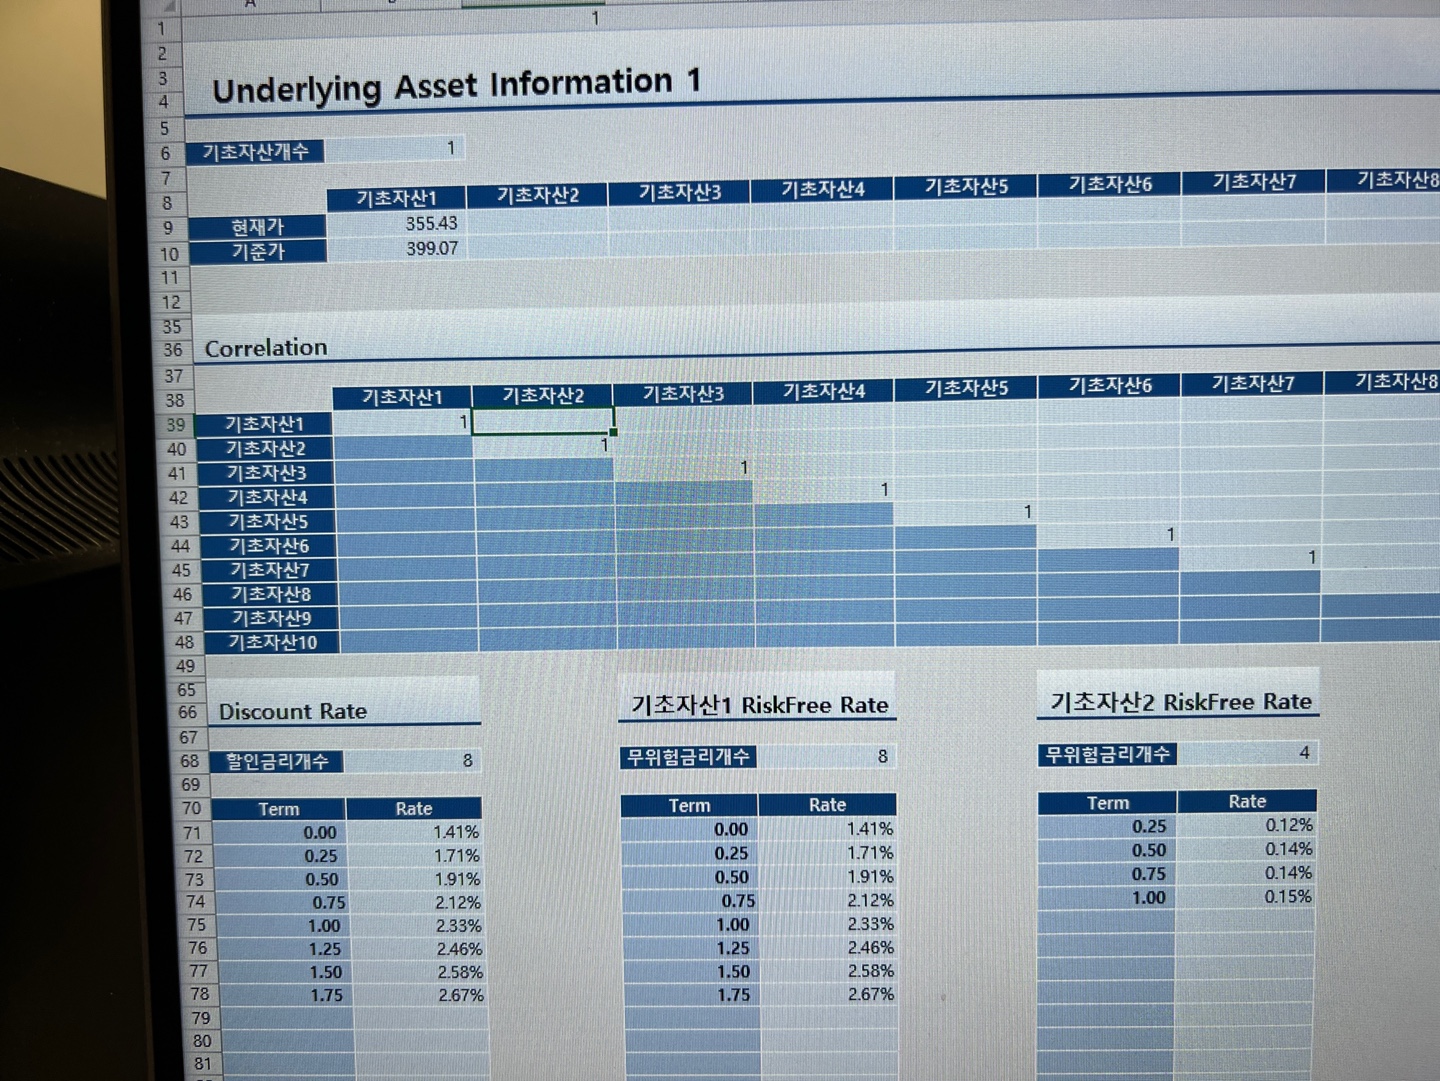 A
1 1
2
3 Underlying Asset Information 1
4
5
6 기초자산개수 1
7
8 기초자산1 기초자산2 기초자산3 기초자산4 기초자산5 기초자산6 기초자산7 기초자산8
9 현재가 355.43
10 기준가 399.07
11
12
35
36 Correlation
37
38 기초자산1 기초자산2 기초자산3 기초자산4 기초자산5 기초자산6 기초자산7 기초자산8
39 기초자산1 1
40 기초자산2 1
41 기초자산3 1
42 기초자산4 1
43 기초자산5 1
44 기초자산6 1
45 기초자산7 1
46 기초자산8
47 기초자산9
48 기초자산10
49
65
66 Discount Rate 기초자산1 RiskFree Rate 기초자산2 RiskFree Rate
67
68 할인금리개수 8 무위험금리개수 8 무위험금리개수 4
69
70 Term Rate Term Rate Term Rate
71 0.00 1.41% 0.00 1.41% 0.25 0.12%
72 0.25 1.71% 0.25 1.71% 0.50 0.14%
73 0.50 1.91% 0.50 1.91% 0.75 0.14%
74 0.75 2.12% 0.75 2.12% 1.00 0.15%
75 1.00 2.33% 1.00 2.33%
76 1.25 2.46% 1.25 2.46%
77 1.50 2.58% 1.50 2.58%
78 1.75 2.67% 1.75 2.67%
79
80
81